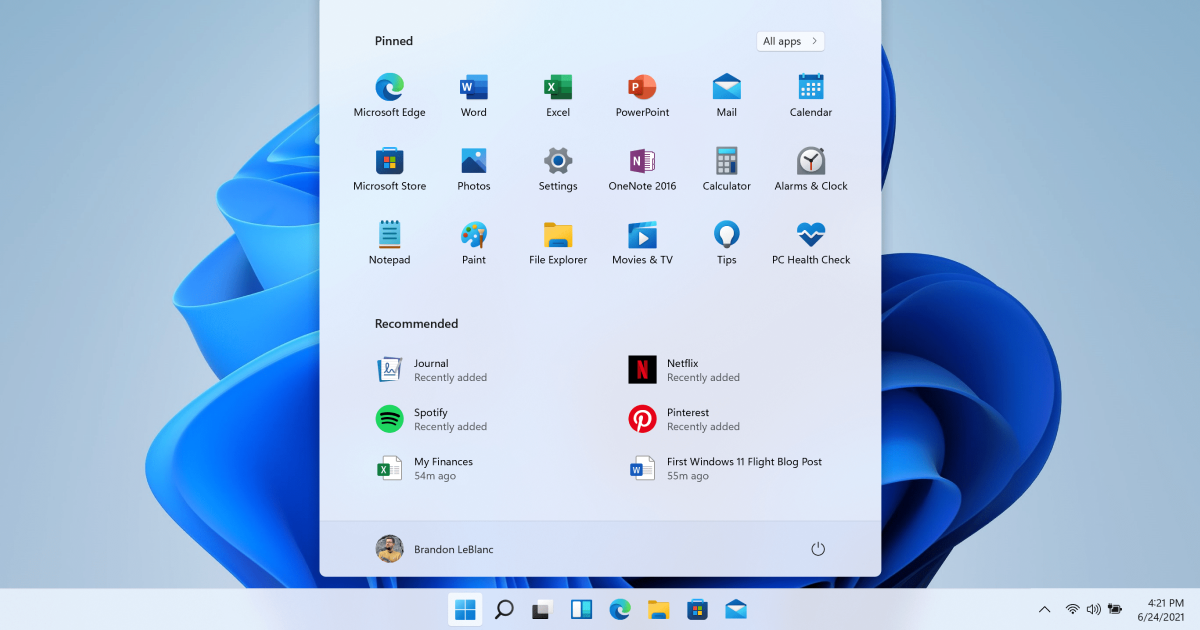 Pinned
All apps
Microsoft Edge
Word
Excel
PowerPoint
Mail
Calendar
Microsoft Store
Photos
Settings
OneNote 2016
Calculator
Alarms & Clock
Notepad
Paint
File Explorer
Movies & TV
Tips
PC Health Check
Recommended
Journal
Recently added
Netflix
Recently added
Spotify
Recently added
Pinterest
Recently added
My Finances
54m ago
First Windows 11 Flight Blog Post
55m ago
Brandon LeBlanc
4:21 PM
6/24/2021